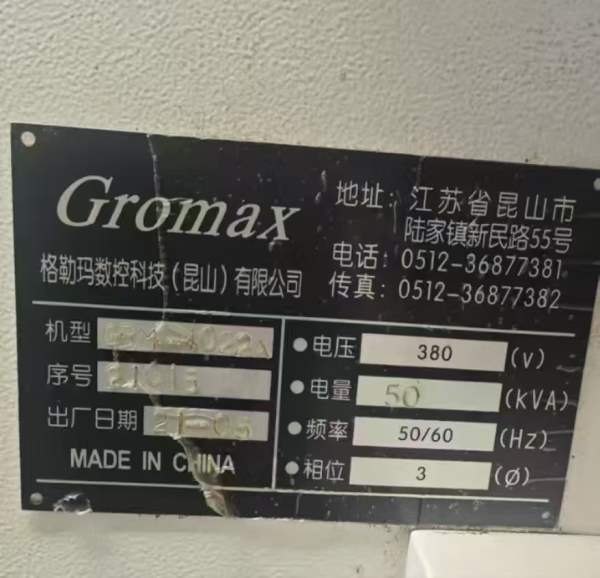 Gromax
格勒玛数控科技（昆山）有限公司
地址：江苏省昆山市
陆家镇新民路55号
电话：0512-36877381
传真：0512-36877382
机型
序号 21013
出厂日期 21-05
MADE IN CHINA
●电压 380 (v)
●电量 50 (KVA)
●频率 50/60 (Hz)
●相位 3 (Ø)